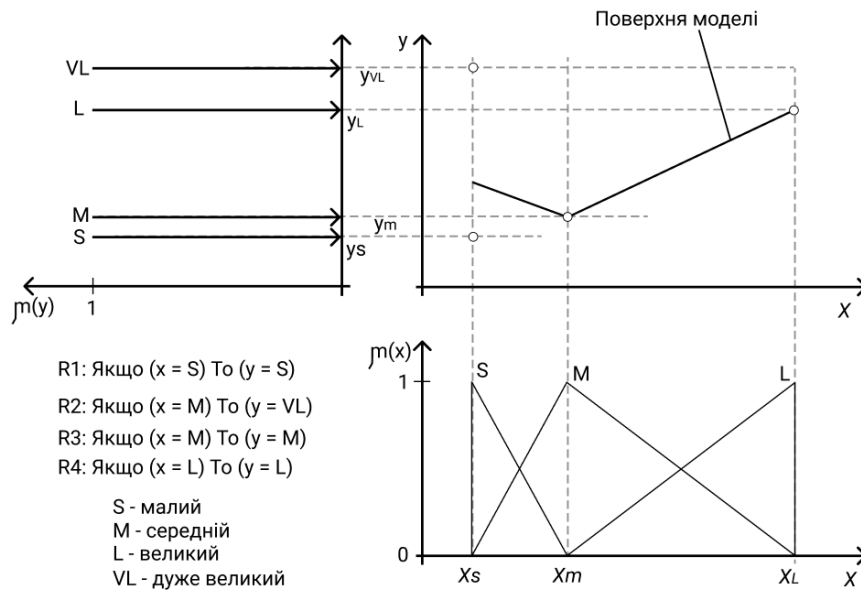 Поверхня моделі
y
VL
yVL
L
yL
M
ym
S
yS
μ(y)
1
X
μ(x)
R1: Якщо (x = S) То (y = S)
R2: Якщо (x = M) То (y = VL)
R3: Якщо (x = M) То (y = M)
R4: Якщо (x = L) То (y = L)
S - малий
M - середній
L - великий
VL - дуже великий
S
M
L
1
0
Xs
Xm
XL
X